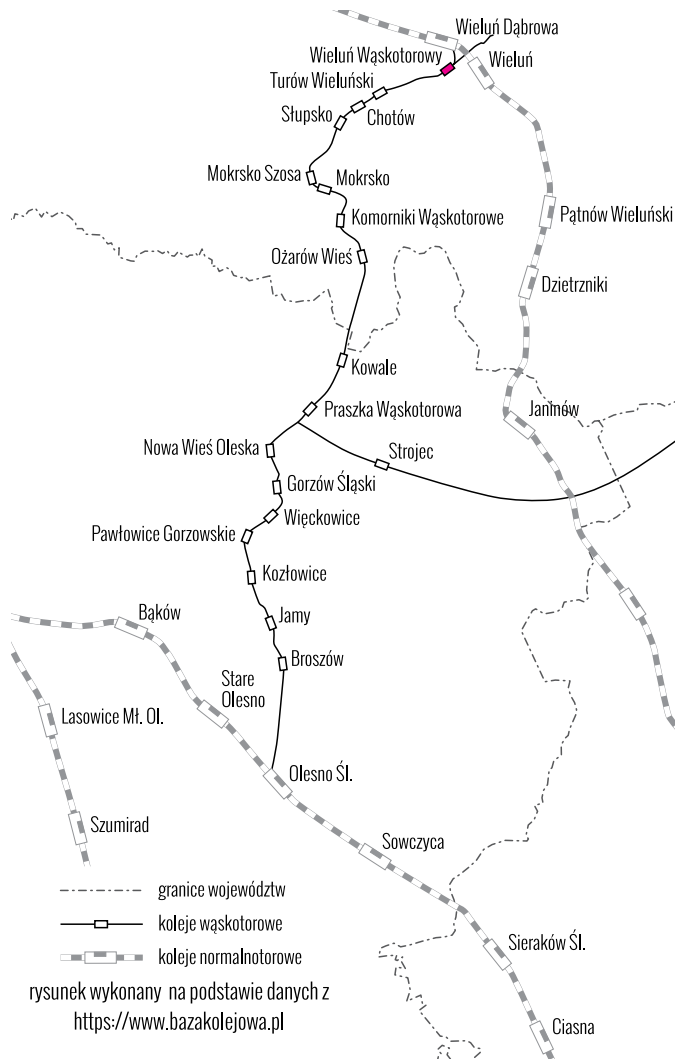 Wieluń Dąbrowa
Wieluń Wąskotorowy
Wieluń
Turów Wieluński
Chotów
Słupsko
Mokrsko Szosa
Mokrsko
Komorniki Wąskotorowe
Pątnów Wieluński
Ożarów Wieś
Dzietrzniki
Kowale
Praszka Wąskotorowa
Janinów
Nowa Wieś Oleska
Strojec
Gorzów Śląski
Więckowice
Pawłowice Gorzowskie
Kozłowice
Bąków
Jamy
Broszów
Stare
Olesno
Lasowice Mł. Ol.
Olesno Śl.
Szumirad
Sowczyca
granice województw
koleje wąskotorowe
Sieraków Śl.
koleje normalnotorowe
rysunek wykonany na podstawie danych z
https://www.bazakolejowa.pl
Ciasna